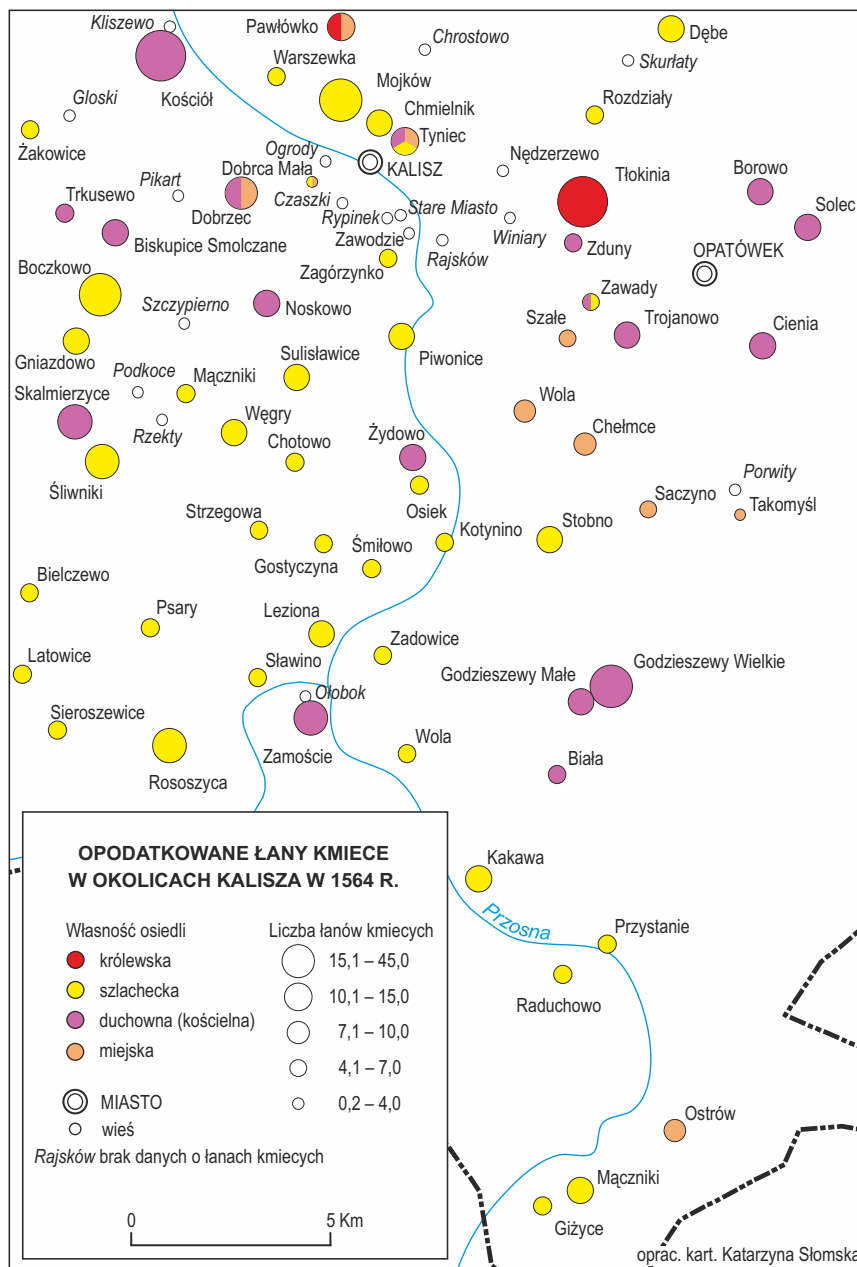 Kliszewo
Pawłówko
Chrostowo
Dębe
Skurłaty
Warszewka
Kościół
Mojków
Gloski
Chmielnik
Rozdziały
Żakowice
Tyniec
Ogrody
KALISZ
Nędzerzewo
Dobrca Mała
Pikart
Tłokinia
Borowo
Trkusewo
Czaszki
Solec
Dobrzec
Rypinek
Stare Miasto
Winiary
Biskupice Smolczane
Zawodzie
Rajsków
Zduny
OPATÓWEK
Boczkowo
Zagórzynko
Zawady
Szczypierno
Noskowo
Szałe
Trojanowo
Cienia
Gniazdowo
Sulisławice
Piwonice
Podkoce
Mączniki
Skalmierzyce
Wola
Rzekty
Węgry
Chełmce
Chotowo
Żydowo
Śliwniki
Porwity
Saczyno
Takomyśl
Osiek
Strzegowa
Stobno
Kotynino
Gostyczyna
Śmiłowo
Bielczewo
Psary
Leziona
Zadowice
Latowice
Sławino
Godzieszewy Małe
Godzieszewy Wielkie
Ołobok
Sieroszewice
Zamoście
Wola
Rososzyca
Biała
Kakawa
Przosna
Przystanie
Raduchowo
Ostrów
Mączniki
Giżyce
OPODATKOWANE ŁANY KMIECE
W OKOLICACH KALISZA W 1564 R.
Własność osiedli
królewska
szlachecka
duchowna (kościelna)
miejska
MIASTO
wieś
Rajsków brak danych o łanach kmiecych
Liczba łanów kmiecych
15,1 – 45,0
10,1 – 15,0
7,1 – 10,0
4,1 – 7,0
0,2 – 4,0
0 5 Km
oprac. kart. Katarzyna Słomska